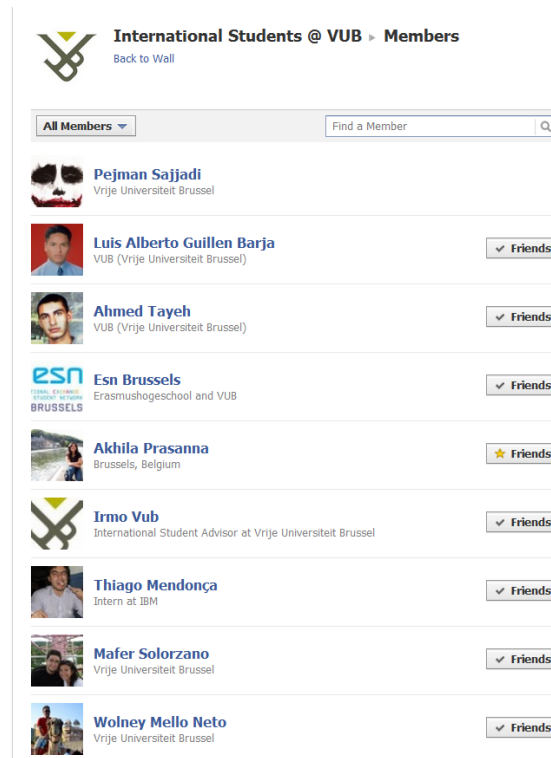 International Students @ VUB ▸ Members
Back to Wall
All Members
Find a Member
Pejman Sajjadi
Vrije Universiteit Brussel
Luis Alberto Guillen Barja
VUB (Vrije Universiteit Brussel)
Friends
Ahmed Tayeh
VUB (Vrije Universiteit Brussel)
Friends
esn
STUDENT NETWORK
BRUSSELS
Esn Brussels
Erasmushogeschool and VUB
Friends
Akhila Prasanna
Brussels, Belgium
Friends
Irmo Vub
International Student Advisor at Vrije Universiteit Brussel
Friends
Thiago Mendonça
Intern at IBM
Friends
Mafer Solorzano
Vrije Universiteit Brussel
Friends
Wolney Mello Neto
Vrije Universiteit Brussel
Friends